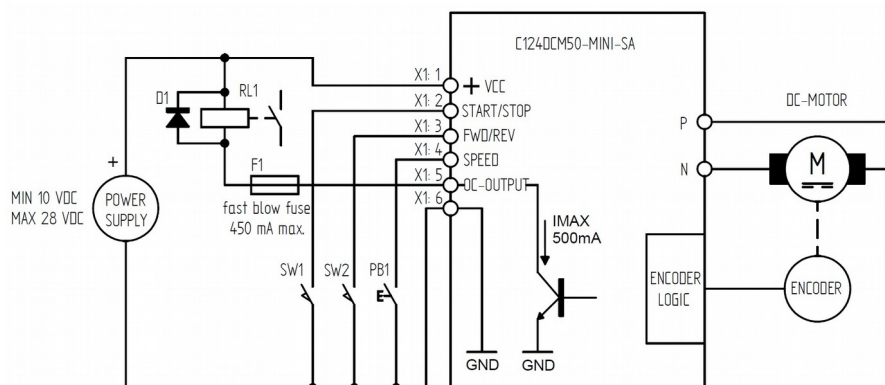 C124DCM50-MINI-SA
X1: 1
+ VCC
D1
RL1
X1: 2
START/STOP
DC-MOTOR
X1: 3
FWD/REV
P
X1: 4
SPEED
+
F1
X1: 5
OC-OUTPUT
N
M
MIN 10 VDC
MAX 28 VDC
POWER
SUPPLY
fast blow fuse
450 mA max.
X1: 6
IMAX
500mA
SW1
SW2
PB1
ENCODER
LOGIC
ENCODER
GND
GND